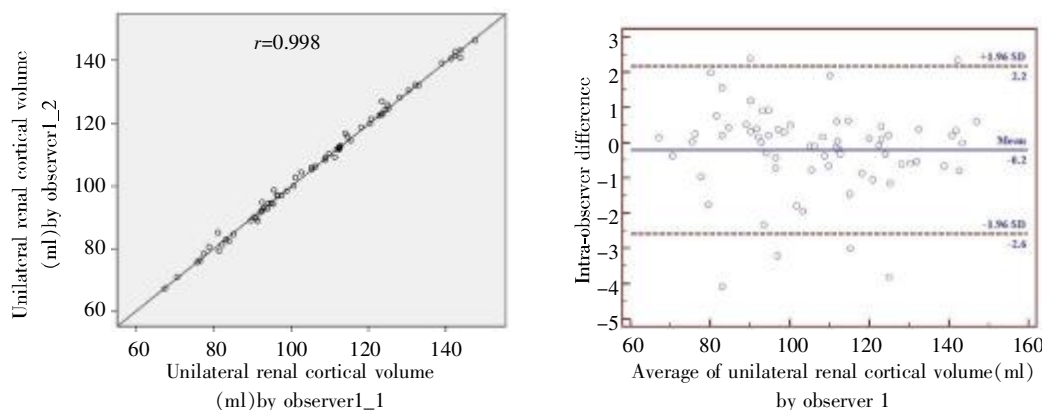 Unilateral renal cortical volume
(ml)by observer1_2
140
120
100
80
60
r=0.998
60 80 100 120 140
Unilateral renal cortical volume
(ml)by observer1_1
Intra-observer difference
3
2
1
0
-1
-2
-3
-4
-5
+1.96 SD
2.2
Mean
-0.2
-1.96 SD
-2.6
60 80 100 120 140 160
Average of unilateral renal cortical volume(ml)
by observer 1